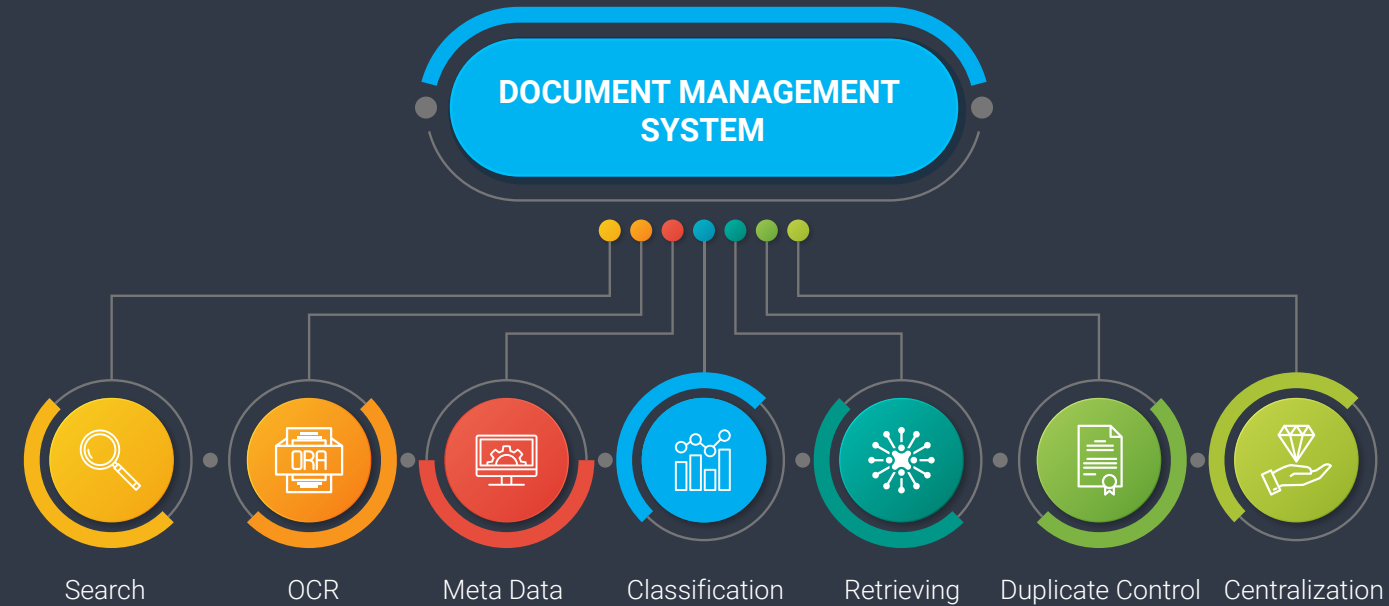 DOCUMENT MANAGEMENT
SYSTEM
ORA
Search
OCR
Meta Data
Classification
Retrieving
Duplicate Control
Centralization